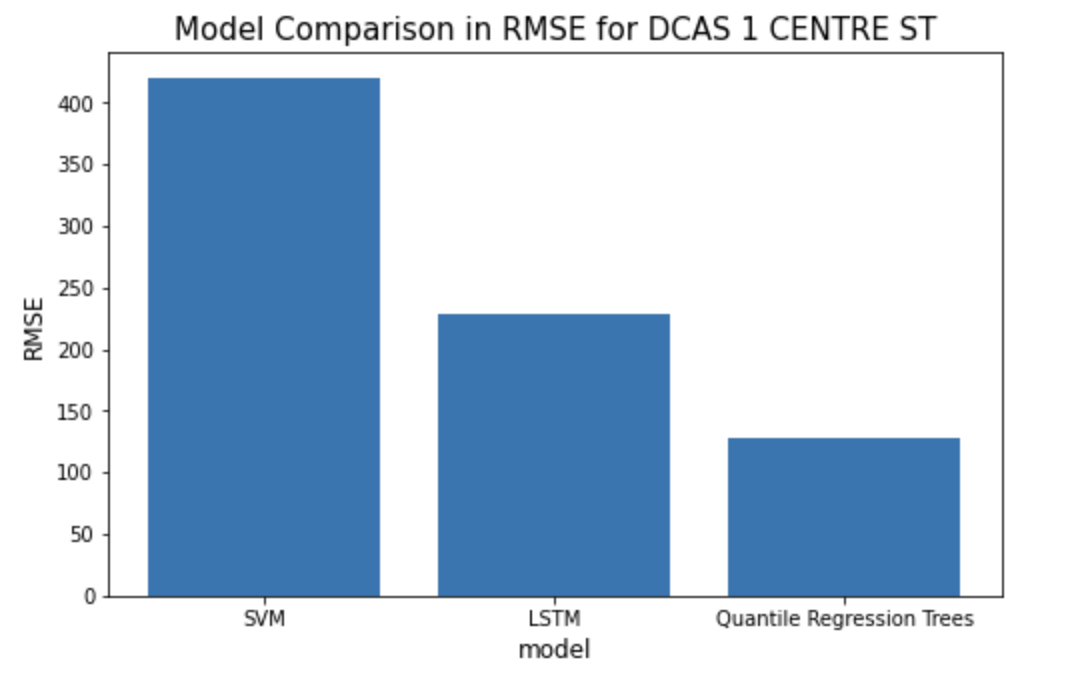 Model Comparison in RMSE for DCAS 1 CENTRE ST
RMSE
400
350
300
250
200
150
100
50
0
SVM LSTM Quantile Regression Trees
model